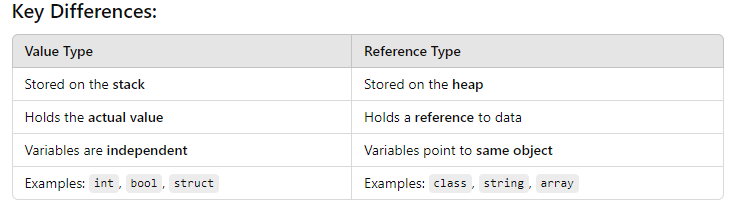 Key Differences:
Value Type Reference Type
Stored on the stack Stored on the heap
Holds the actual value Holds a reference to data
Variables are independent Variables point to same object
Examples: int , bool , struct Examples: class , string , array